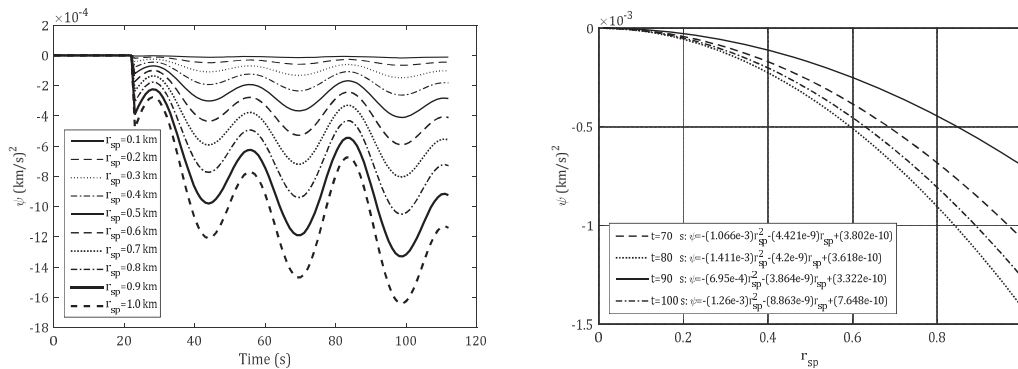 ×10⁻⁴
2
0
-2
-4
-6
-8
-10
-12
-14
-16
-18
ψ (km/s)²
r_sp=0.1 km
r_sp=0.2 km
r_sp=0.3 km
r_sp=0.4 km
r_sp=0.5 km
r_sp=0.6 km
r_sp=0.7 km
r_sp=0.8 km
r_sp=0.9 km
r_sp=1.0 km
0 20 40 60 80 100 120
Time (s)
×10⁻³
0
-0.5
-1
-1.5
ψ (km/s)²
t=70 s: ψ=-(1.066e-3)r²_sp-(4.421e-9)r_sp+(3.802e-10)
t=80 s: ψ=-(1.411e-3)r²_sp-(4.2e-9)r_sp+(3.618e-10)
t=90 s: ψ=-(6.95e-4)r²_sp-(3.864e-9)r_sp+(3.322e-10)
t=100 s: ψ=-(1.26e-3)r²_sp-(8.863e-9)r_sp+(7.648e-10)
0 0.2 0.4 0.6 0.8
r_sp